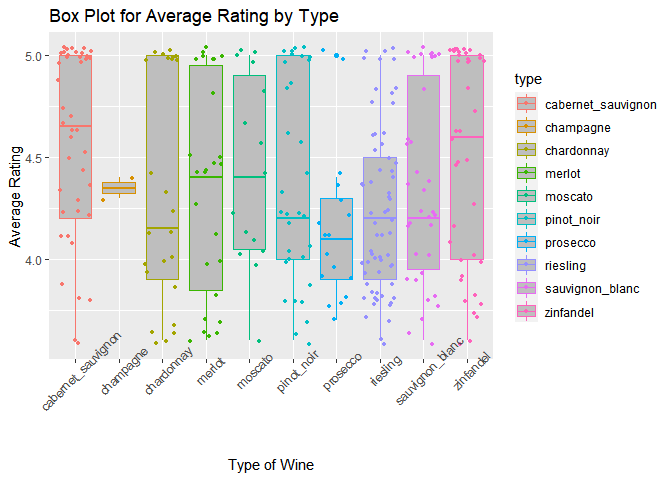 Box Plot for Average Rating by Type
Average Rating
5.0
4.5
4.0
cabernet_sauvignon
champagne
chardonnay
merlot
moscato
pinot_noir
prosecco
riesling
sauvignon_blanc
zinfandel
Type of Wine
type
cabernet_sauvignon
champagne
chardonnay
merlot
moscato
pinot_noir
prosecco
riesling
sauvignon_blanc
zinfandel